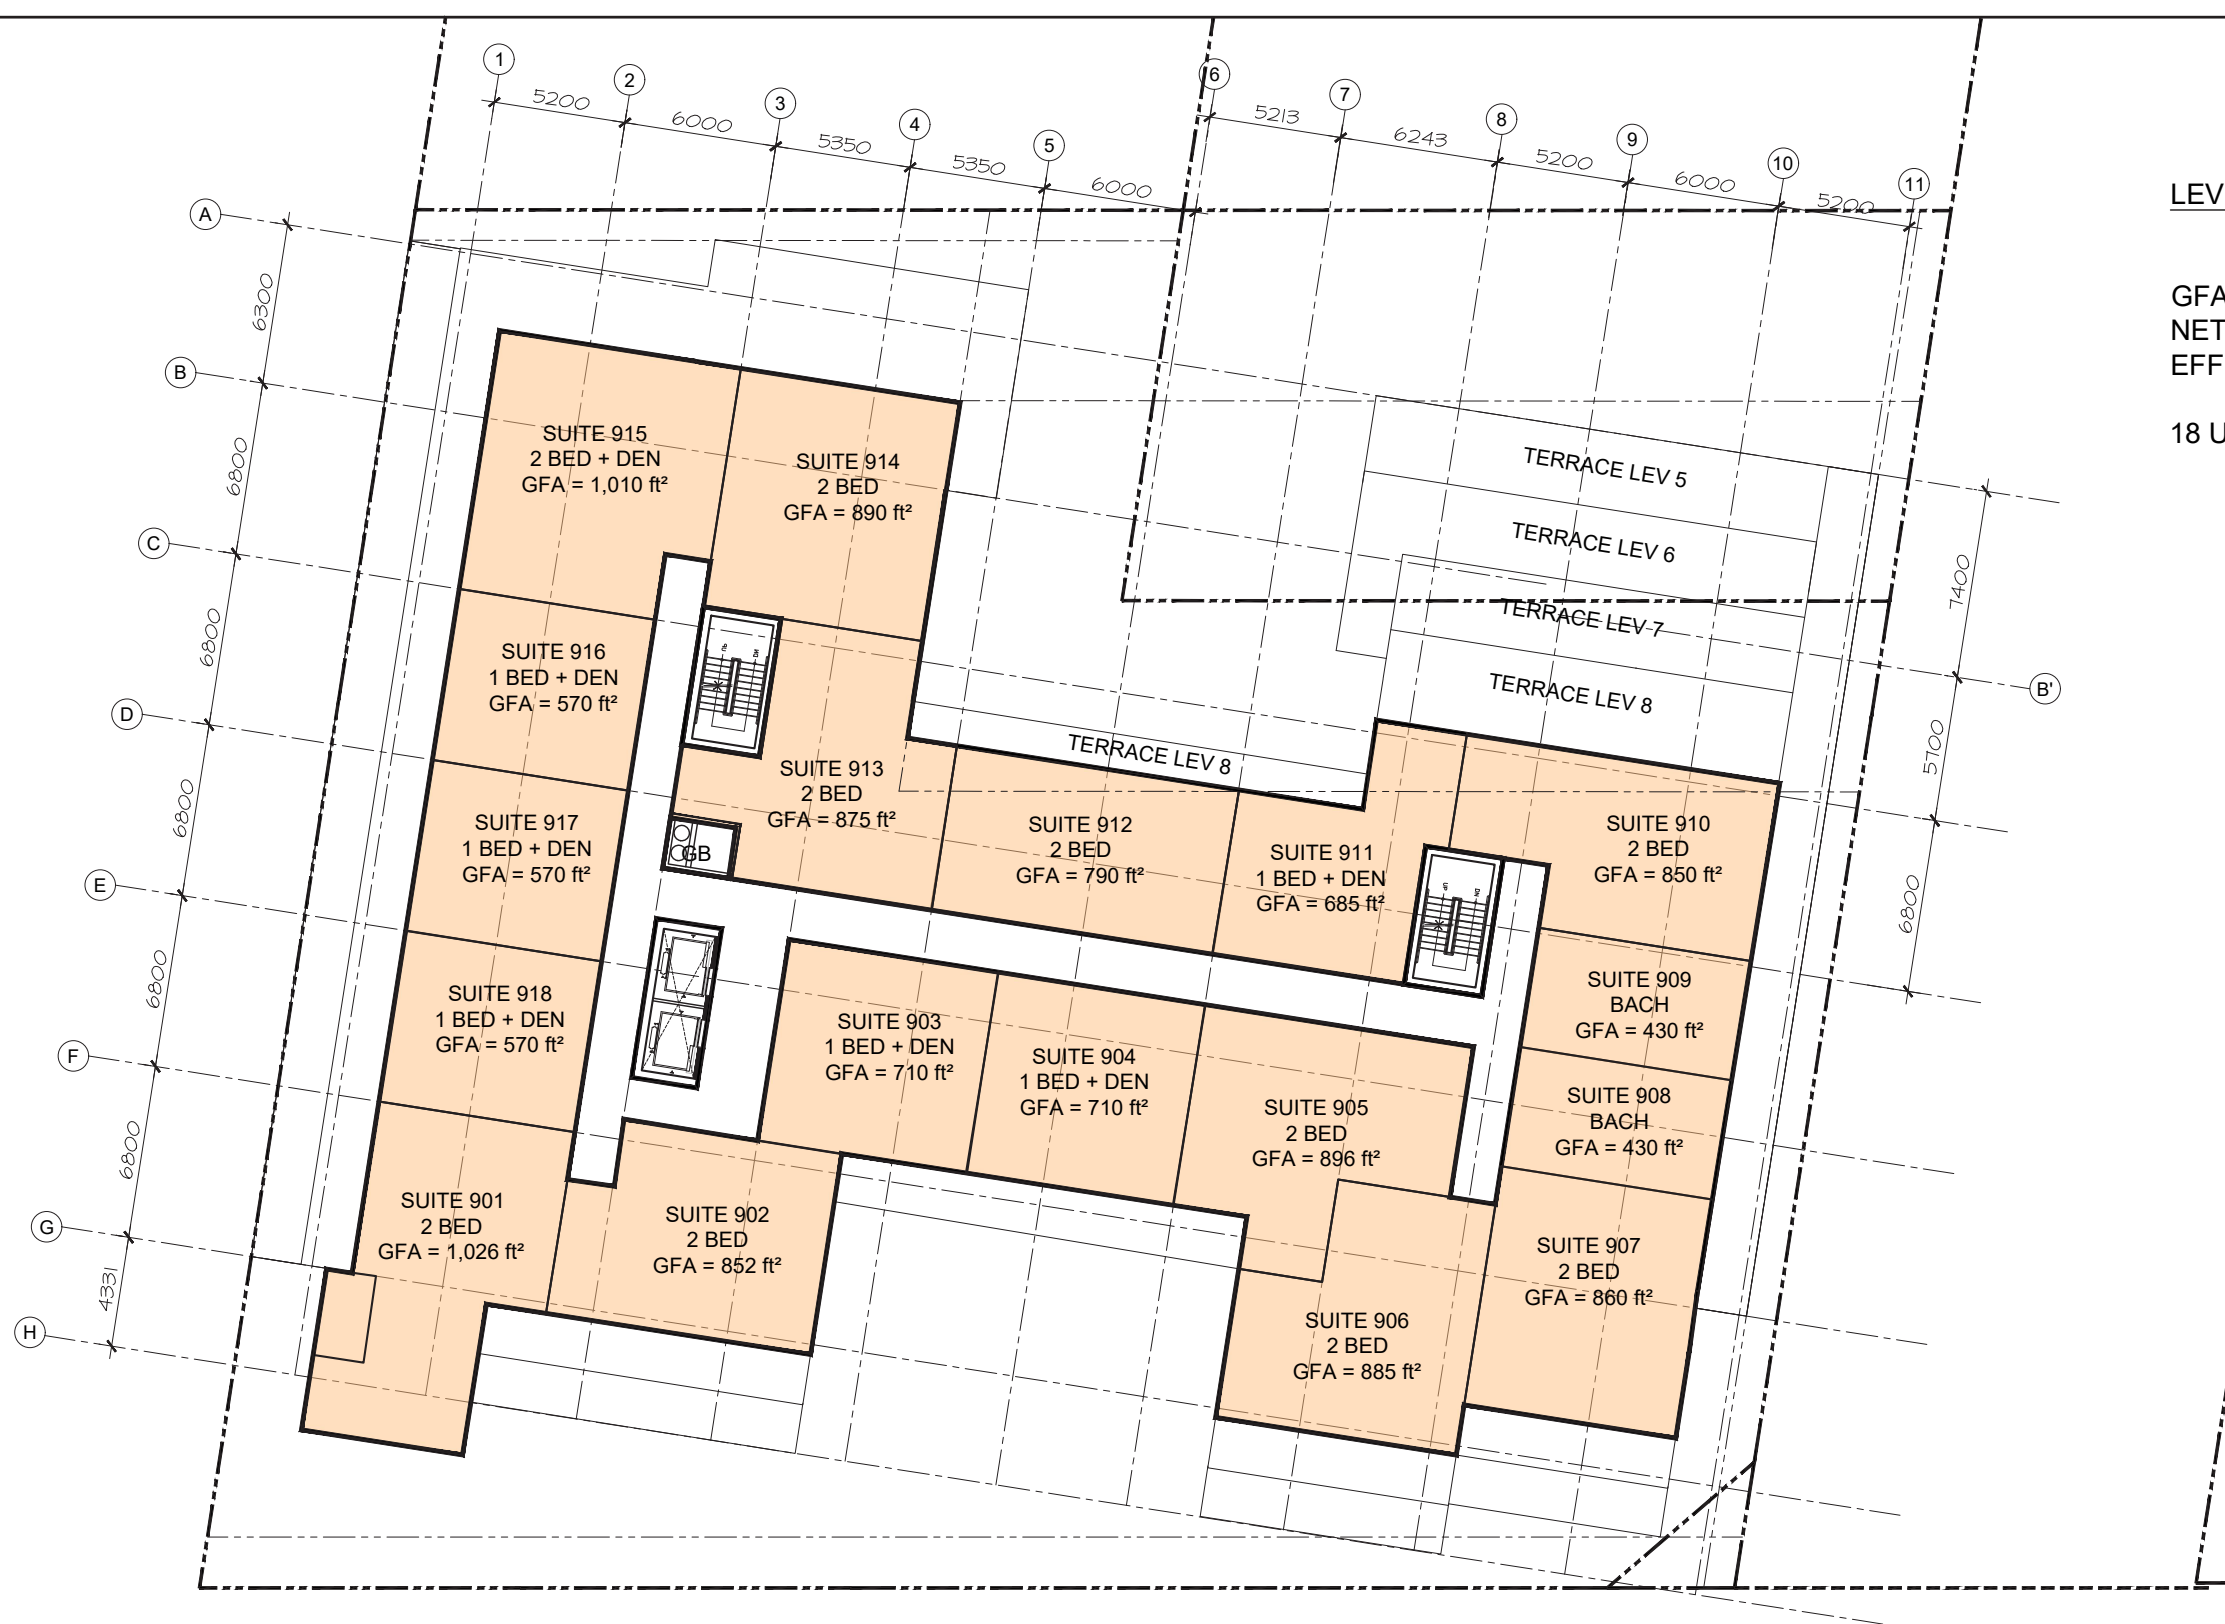 1
2
3
4
5
6
7
8
9
10
11
5200
6000
5350
5350
6000
5213
6243
5200
6000
5200
A
B
C
D
E
F
G
H
B'
6300
6800
6800
6800
6800
6800
4331
7400
5700
6800
LEV
GFA
NET
EFF
18 U
TERRACE LEV 5
TERRACE LEV 6
TERRACE LEV 7
TERRACE LEV 8
TERRACE LEV 8
SUITE 915
2 BED + DEN
GFA = 1,010 ft²
SUITE 914
2 BED
GFA = 890 ft²
SUITE 916
1 BED + DEN
GFA = 570 ft²
UP
DN
SUITE 913
2 BED
GFA = 875 ft²
SUITE 917
1 BED + DEN
GFA = 570 ft²
GB
SUITE 912
2 BED
GFA = 790 ft²
SUITE 911
1 BED + DEN
GFA = 685 ft²
UP
DN
SUITE 910
2 BED
GFA = 850 ft²
SUITE 918
1 BED + DEN
GFA = 570 ft²
SUITE 903
1 BED + DEN
GFA = 710 ft²
SUITE 904
1 BED + DEN
GFA = 710 ft²
SUITE 905
2 BED
GFA = 896 ft²
SUITE 909
BACH
GFA = 430 ft²
SUITE 908
BACH
GFA = 430 ft²
SUITE 901
2 BED
GFA = 1,026 ft²
SUITE 902
2 BED
GFA = 852 ft²
SUITE 906
2 BED
GFA = 885 ft²
SUITE 907
2 BED
GFA = 860 ft²